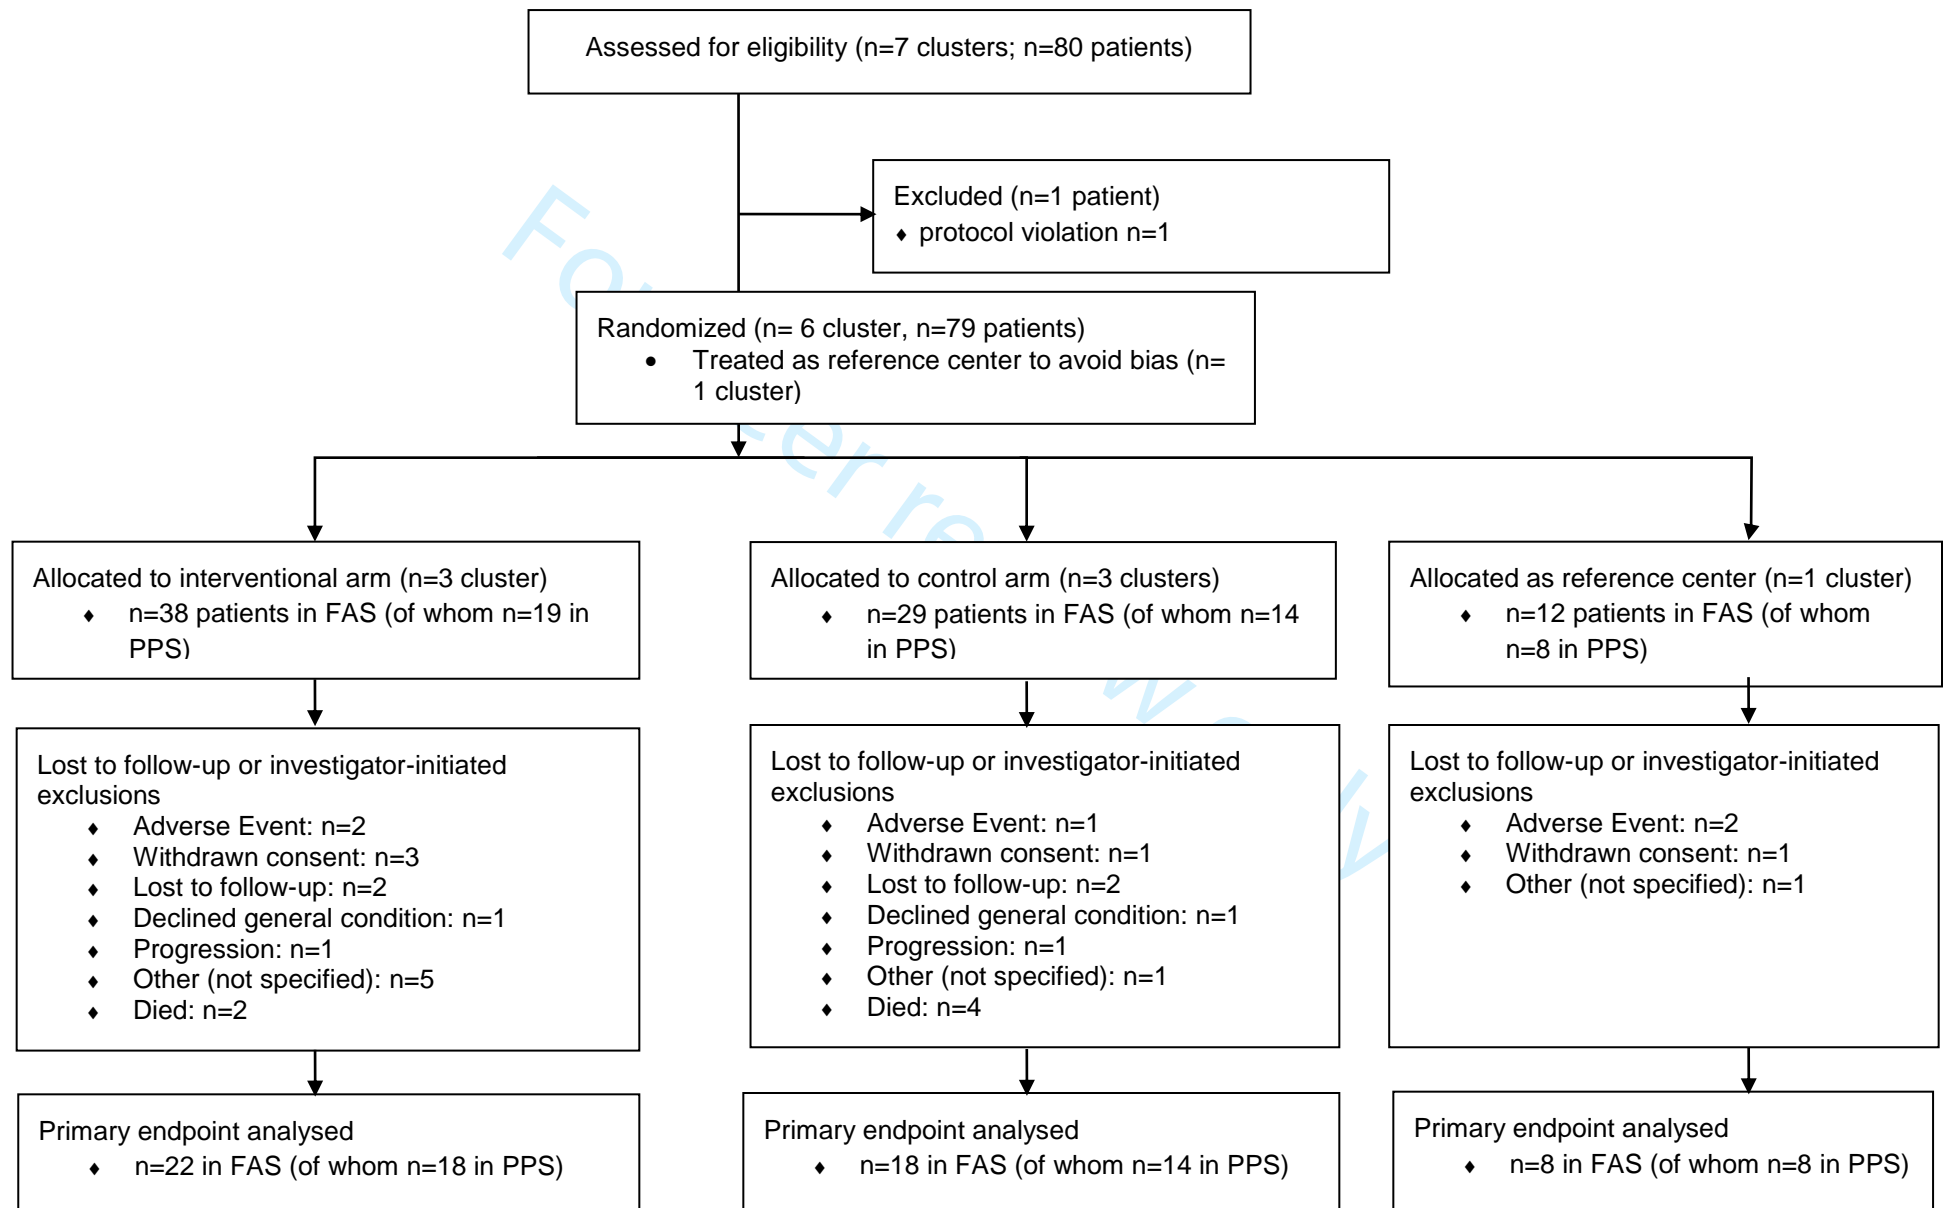 Assessed for eligibility (n=7 clusters; n=80 patients)
Excluded (n=1 patient)
♦ protocol violation n=1
Randomized (n= 6 cluster, n=79 patients)
• Treated as reference center to avoid bias (n=
1 cluster)
Allocated to interventional arm (n=3 cluster)
♦ n=38 patients in FAS (of whom n=19 in
PPS)
Allocated to control arm (n=3 clusters)
♦ n=29 patients in FAS (of whom n=14
in PPS)
Allocated as reference center (n=1 cluster)
♦ n=12 patients in FAS (of whom
n=8 in PPS)
Lost to follow-up or investigator-initiated
exclusions
♦ Adverse Event: n=2
♦ Withdrawn consent: n=3
♦ Lost to follow-up: n=2
♦ Declined general condition: n=1
♦ Progression: n=1
♦ Other (not specified): n=5
♦ Died: n=2
Lost to follow-up or investigator-initiated
exclusions
♦ Adverse Event: n=1
♦ Withdrawn consent: n=1
♦ Lost to follow-up: n=2
♦ Declined general condition: n=1
♦ Progression: n=1
♦ Other (not specified): n=1
♦ Died: n=4
Lost to follow-up or investigator-initiated
exclusions
♦ Adverse Event: n=2
♦ Withdrawn consent: n=1
♦ Other (not specified): n=1
Primary endpoint analysed
♦ n=22 in FAS (of whom n=18 in PPS)
Primary endpoint analysed
♦ n=18 in FAS (of whom n=14 in PPS)
Primary endpoint analysed
♦ n=8 in FAS (of whom n=8 in PPS)